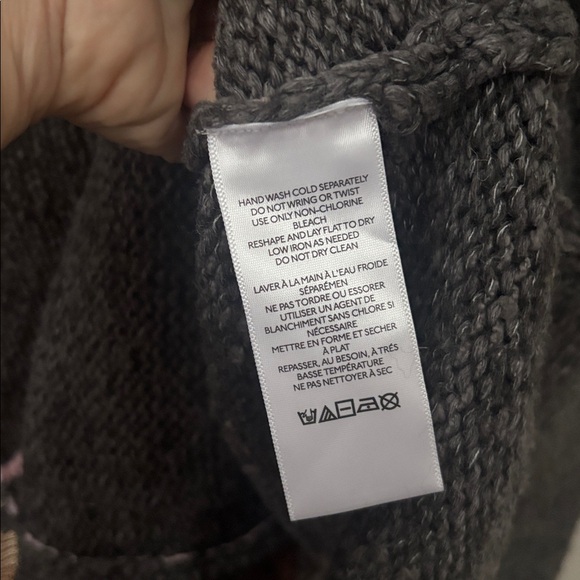 HAND WASH COLD SEPARATELY
DO NOT WRING OR TWIST
USE ONLY NON-CHLORINE
BLEACH
RESHAPE AND LAY FLAT TO DRY
LOW IRON AS NEEDED
DO NOT DRY CLEAN
LAVER À LA MAIN À L'EAU FROIDE
SÉPARÉMEN
NE PAS TORDRE OU ESSORER
UTILISER UN AGENT DE
BLANCHIMENT SANS CHLORE SI
NÉCESSAIRE
METTRE EN FORME ET SECHER
À PLAT
REPASSER, AU BESOIN, À TRÉS
BASSE TEMPÉRATURE
NE PAS NETTOYER À SEC